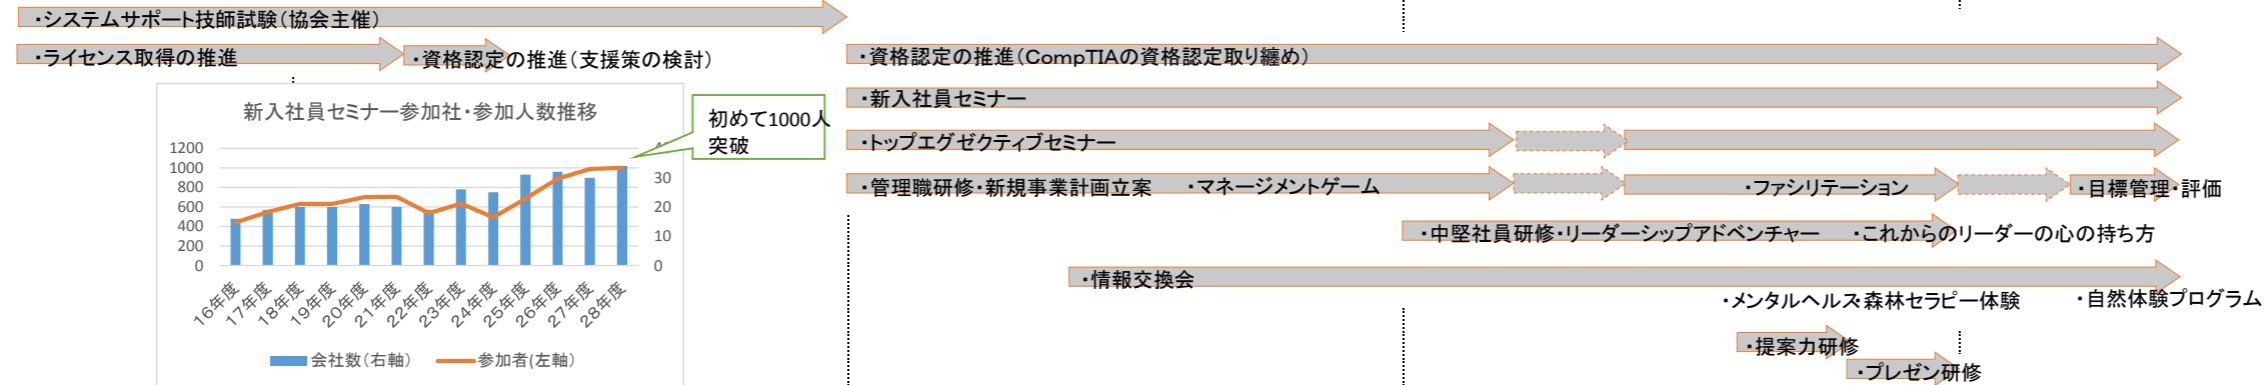 ・システムサポート技師試験(協会主催)
・ライセンス取得の推進
・資格認定の推進(支援策の検討)
・資格認定の推進(CompTIAの資格認定取り纏め)
・新入社員セミナー
・トップエグゼクティブセミナー
・管理職研修・新規事業計画立案
・マネージメントゲーム
・ファシリテーション
・目標管理・評価
・中堅社員研修・リーダーシップアドベンチャー
・これからのリーダーの心の持ち方
・情報交換会
・メンタルヘルス・森林セラピー体験
・自然体験プログラム
・提案力研修
・プレゼン研修
新入社員セミナー参加社・参加人数推移
初めて1000人
突破
1200
1000
800
600
400
200
0
30
20
10
0
16年度
17年度
18年度
19年度
20年度
21年度
22年度
23年度
24年度
25年度
26年度
27年度
28年度
会社数(右軸)
参加者(左軸)